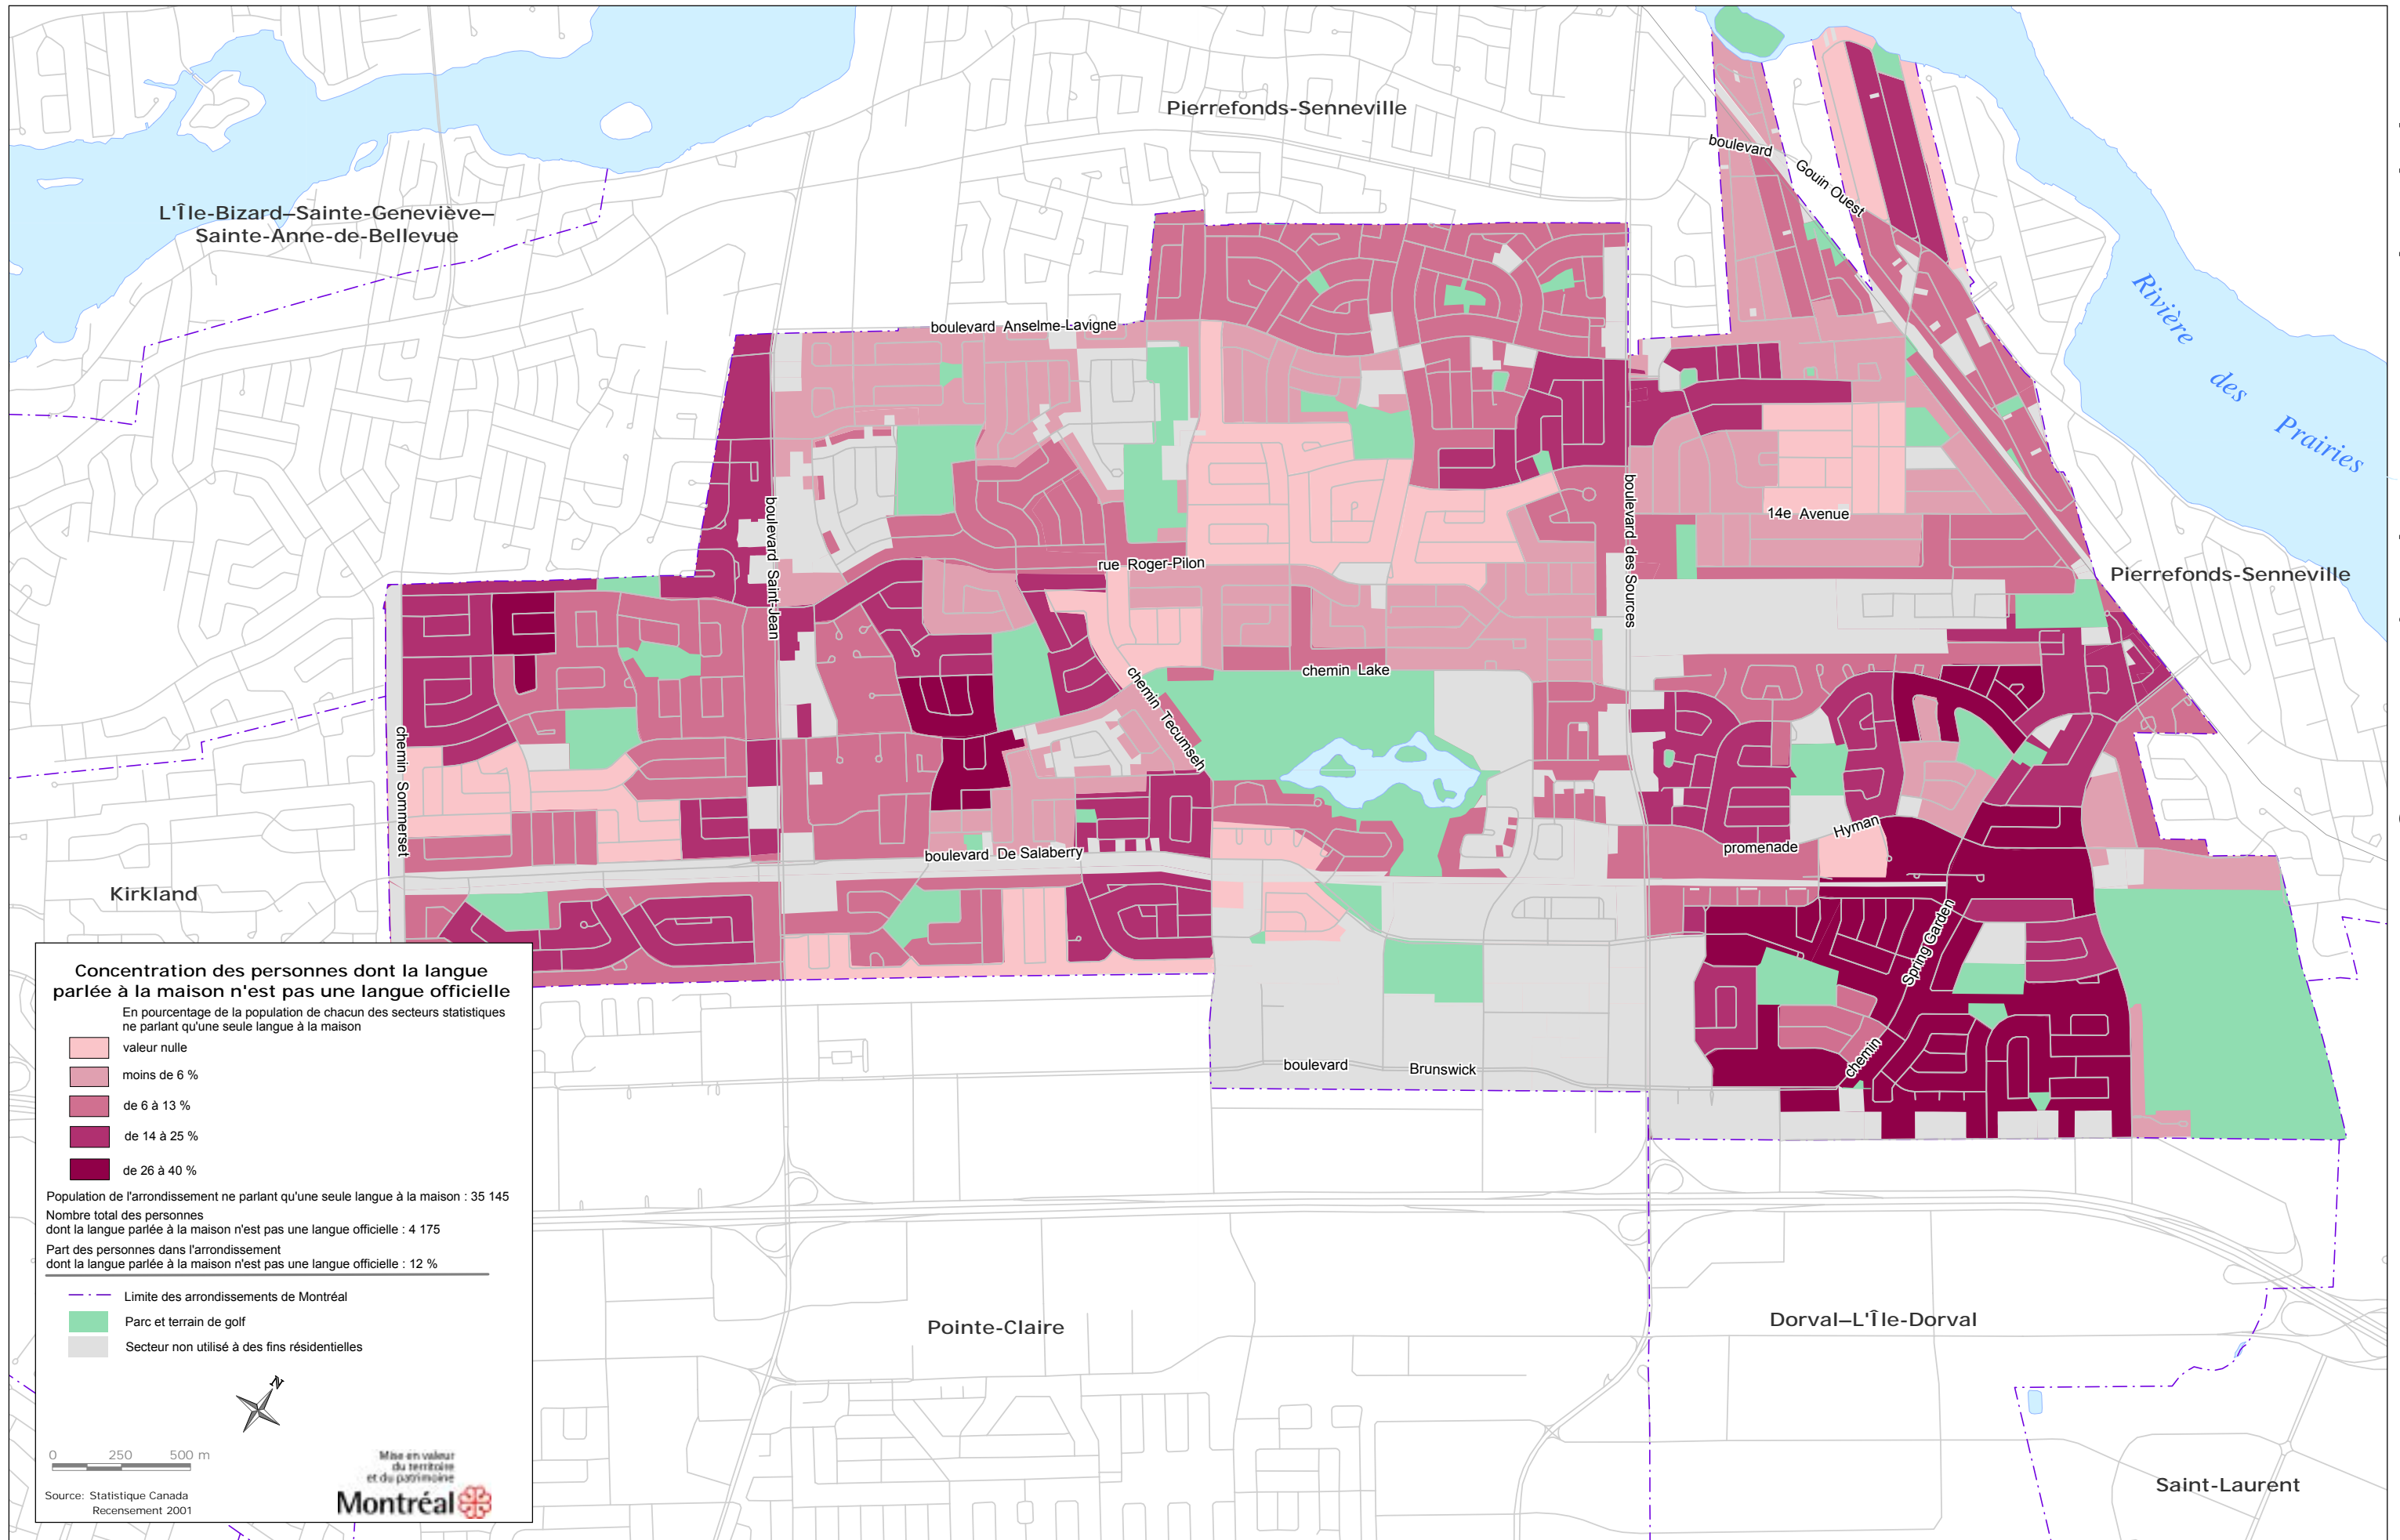 Pierrefonds-Senneville
L'Île-Bizard–Sainte-Geneviève–
Sainte-Anne-de-Bellevue
boulevard Gouin Ouest
Rivière des Prairies
boulevard Anselme-Lavigne
boulevard Saint-Jean
boulevard des Sources
14e Avenue
rue Roger-Pilon
Pierrefonds-Senneville
chemin Lake
chemin Tecumseh
chemin Sommerset
promenade Hyman
boulevard De Salaberry
Kirkland
chemin Spring Garden
boulevard Brunswick
Pointe-Claire
Dorval–L'Île-Dorval
Saint-Laurent
Concentration des personnes dont la langue
parlée à la maison n'est pas une langue officielle
En pourcentage de la population de chacun des secteurs statistiques
ne parlant qu'une seule langue à la maison
valeur nulle
moins de 6 %
de 6 à 13 %
de 14 à 25 %
de 26 à 40 %
Population de l'arrondissement ne parlant qu'une seule langue à la maison : 35 145
Nombre total des personnes
dont la langue parlée à la maison n'est pas une langue officielle : 4 175
Part des personnes dans l'arrondissement
dont la langue parlée à la maison n'est pas une langue officielle : 12 %
Limite des arrondissements de Montréal
Parc et terrain de golf
Secteur non utilisé à des fins résidentielles
N
0 250 500 m
Source: Statistique Canada
Recensement 2001
Mise en valeur
du territoire
et du patrimoine
Montréal